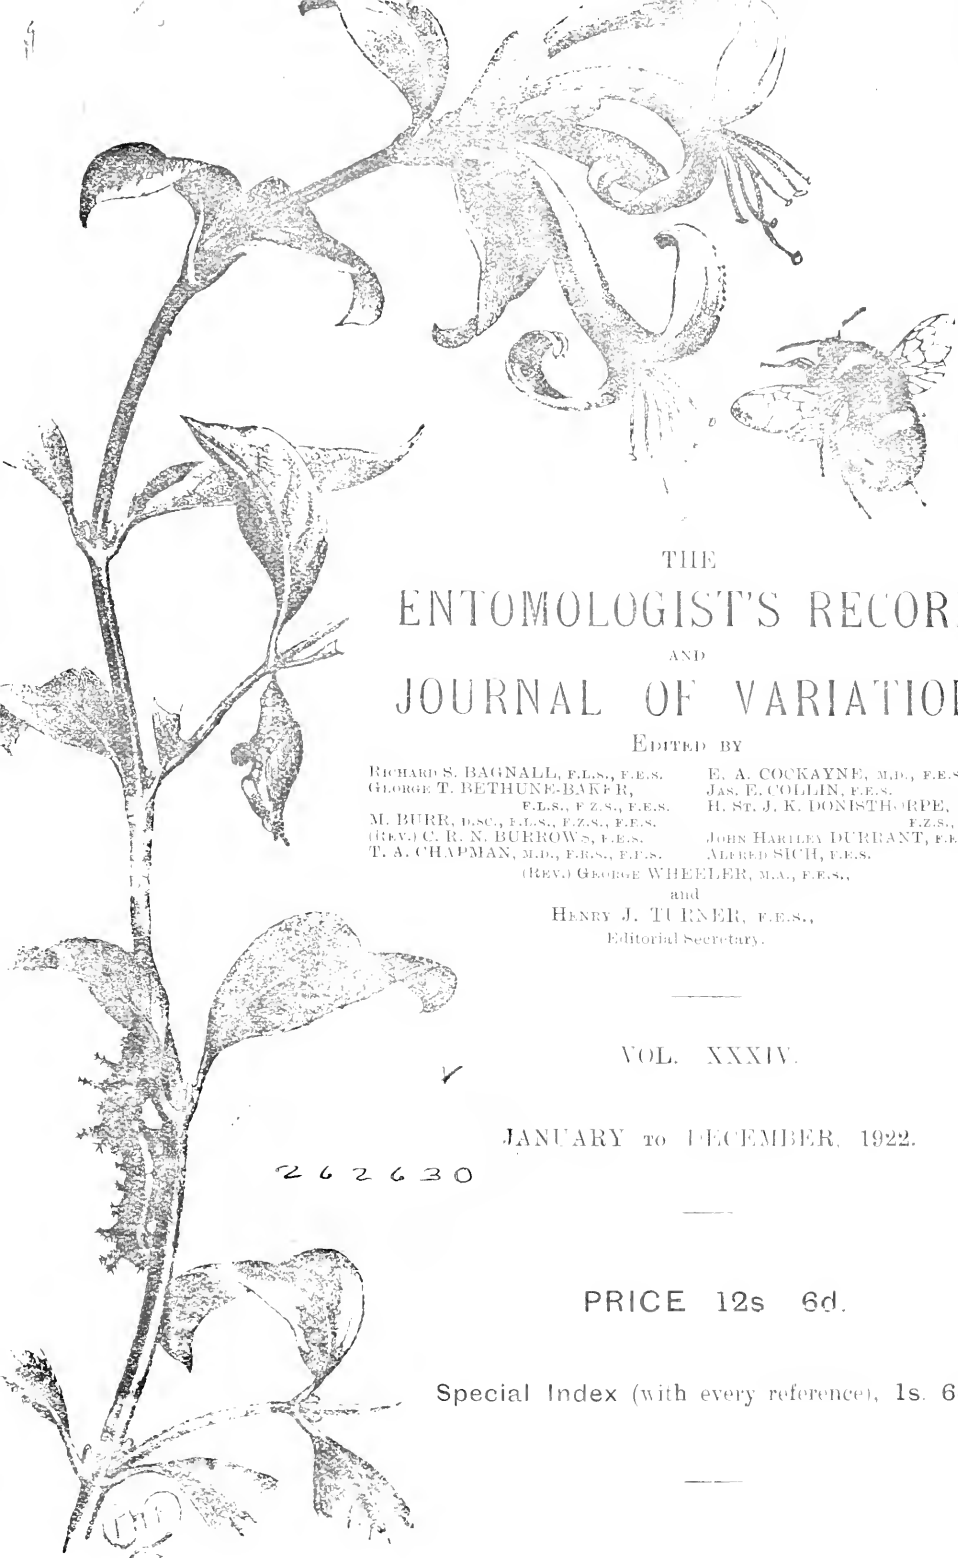 THE
ENTOMOLOGIST'S RECOR
AND
JOURNAL OF VARIATIO
EDITED BY
RICHARD S. BAGNALL, F.L.S., F.E.S.
GEORGE T. BETHUNE-BAKER,
F.L.S., F.Z.S., F.E.S.
M. BURR, D.SC., F.L.S., F.Z.S., F.E.S.
(REV.) C. R. N. BURROWS, F.E.S.
T. A. CHAPMAN, M.D., F.R.S., F.E.S.
E. A. COCKAYNE, M.D., F.E.S
JAS. E. COLLIN, F.E.S.
H. ST. J. K. DONISTHORPE,
F.Z.S.,
JOHN HARTLEY DURRANT, F.E
ALFRED SICH, F.E.S.
(REV.) GEORGE WHEELER, M.A., F.E.S.,
and
HENRY J. TURNER, F.E.S.,
Editorial Secretary.
VOL. XXXIV.
JANUARY TO DECEMBER, 1922.
262630
PRICE 12s 6d.
Special Index (with every reference), 1s. 6